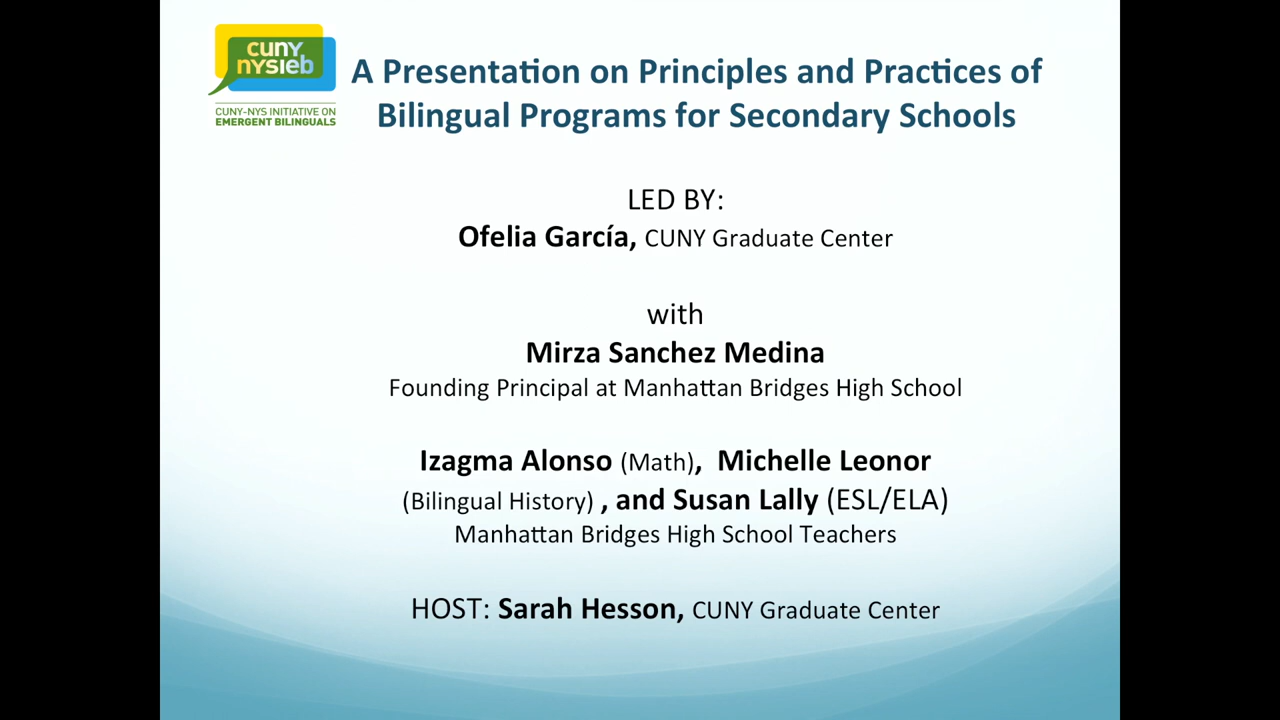 cuny
nysieb
CUNY-NYS INITIATIVE ON
EMERGENT BILINGUALS
A Presentation on Principles and Practices of
Bilingual Programs for Secondary Schools
LED BY:
Ofelia García, CUNY Graduate Center
with
Mirza Sanchez Medina
Founding Principal at Manhattan Bridges High School
Izagma Alonso (Math), Michelle Leonor
(Bilingual History) , and Susan Lally (ESL/ELA)
Manhattan Bridges High School Teachers
HOST: Sarah Hesson, CUNY Graduate Center